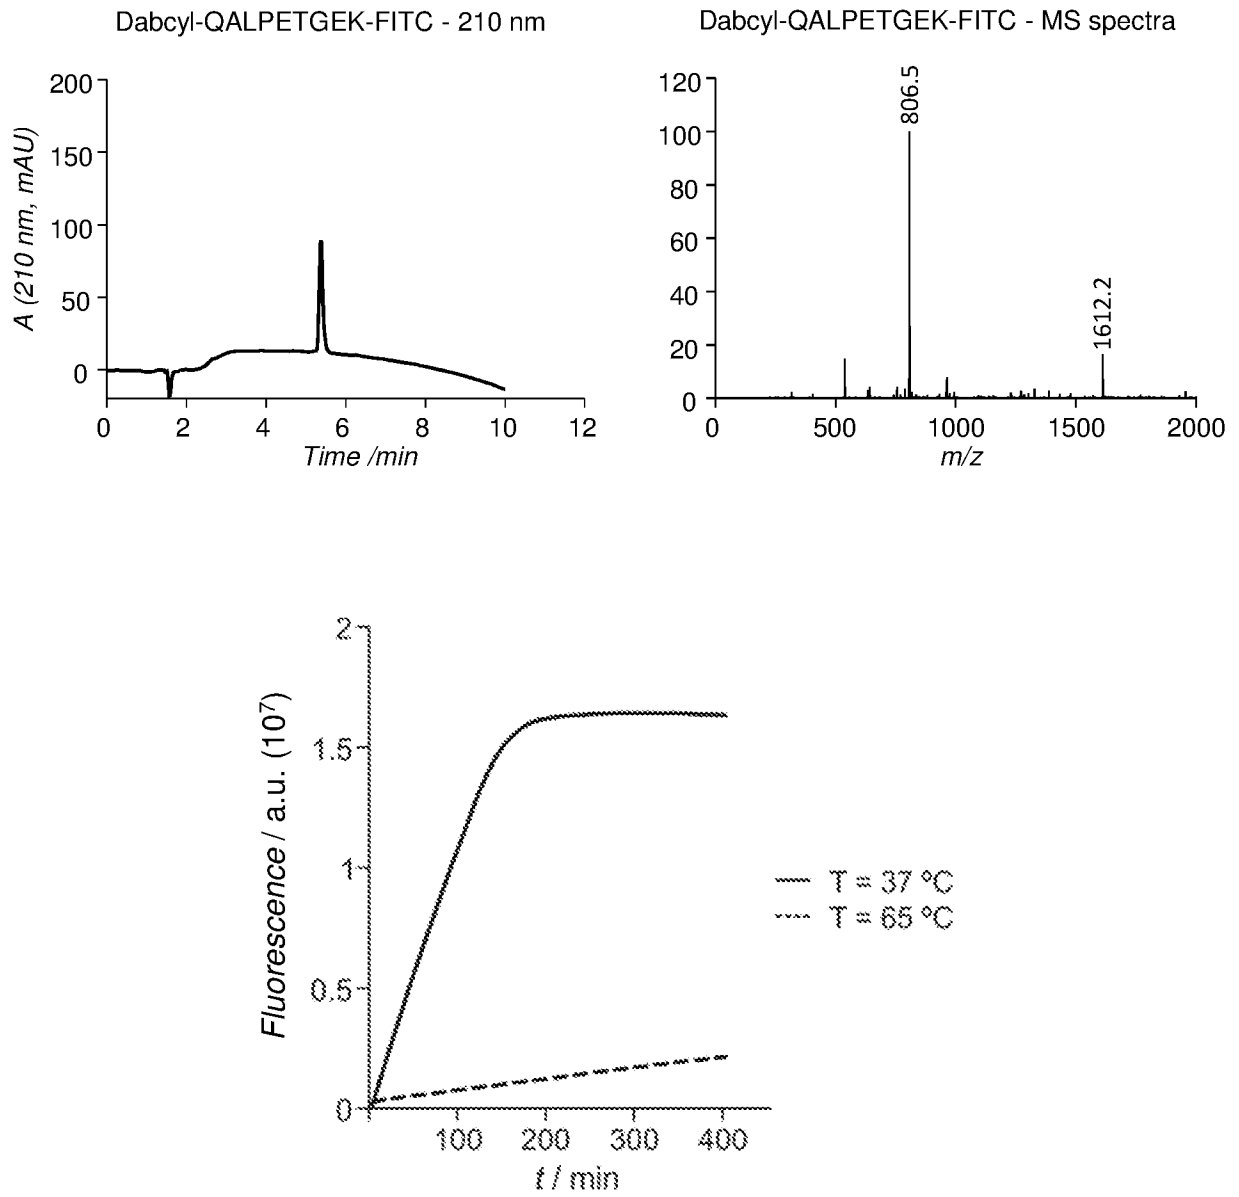 Dabcyl-QALPETGEK-FITC - 210 nm
A (210 nm, mAU)
200
150
100
50
0
0 2 4 6 8 10 12
Time /min
Dabcyl-QALPETGEK-FITC - MS spectra
120
100
80
60
40
20
0
806.5
1612.2
0 500 1000 1500 2000
m/z
Fluorescence / a.u. (10⁷)
2
1.5
1
0.5
0
100 200 300 400
t / min
T = 37 ºC
T = 65 ºC